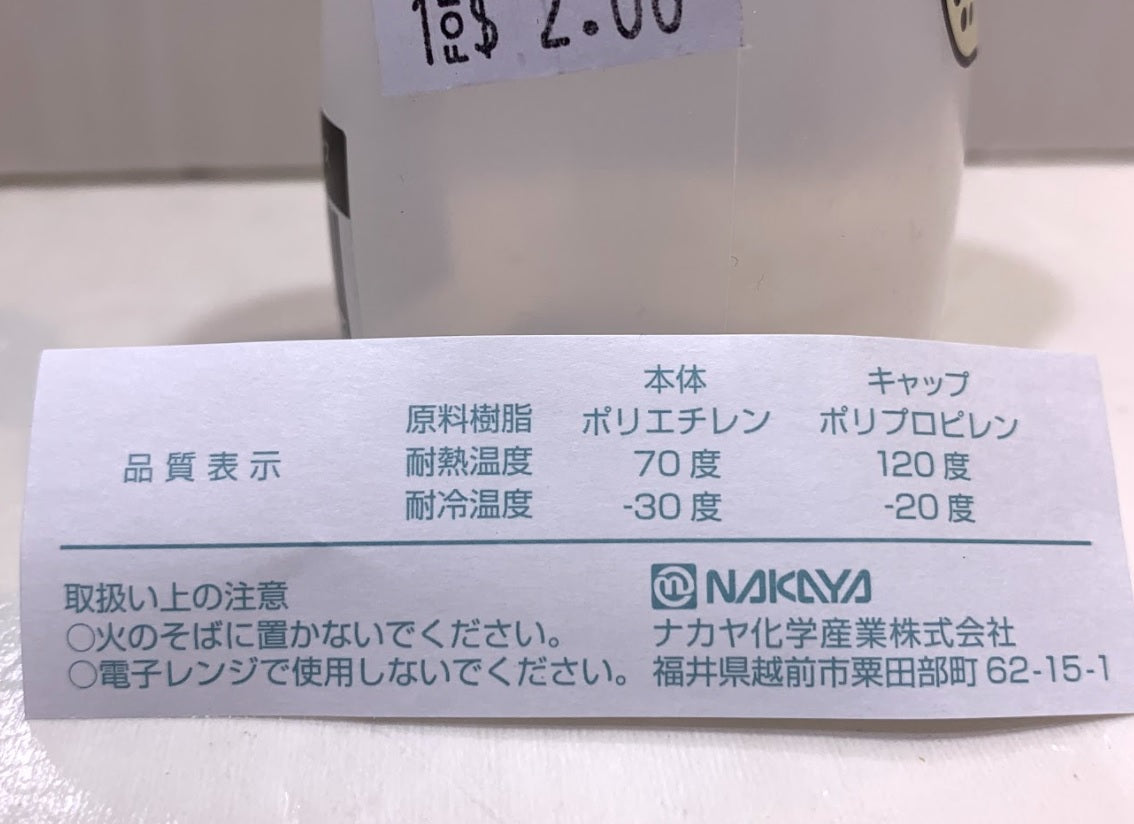 1 FOR $ 2.00
本体 キャップ
原料樹脂 ポリエチレン ポリプロピレン
品質表示 耐熱温度 70度 120度
耐冷温度 -30度 -20度
取扱い上の注意
○火のそばに置かないでください。
○電子レンジで使用しないでください。
NAKAYA
ナカヤ化学産業株式会社
福井県越前市粟田部町62-15-1